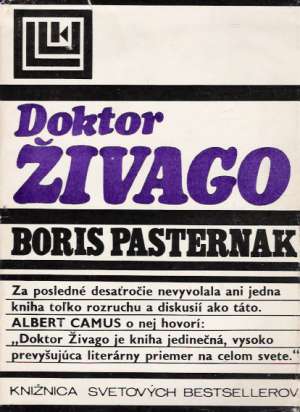 Doktor
ŽIVAGO
BORIS PASTERNAK
Za posledné desaťročie nevyvolala ani jedna
kniha toľko rozruchu a diskusií ako táto.
ALBERT CAMUS o nej hovorí:
„Doktor Živago je kniha jedinečná, vysoko
prevyšujúca literárny priemer na celom svete.“
KNIŽNICA SVETOVÝCH BESTSELLEROV